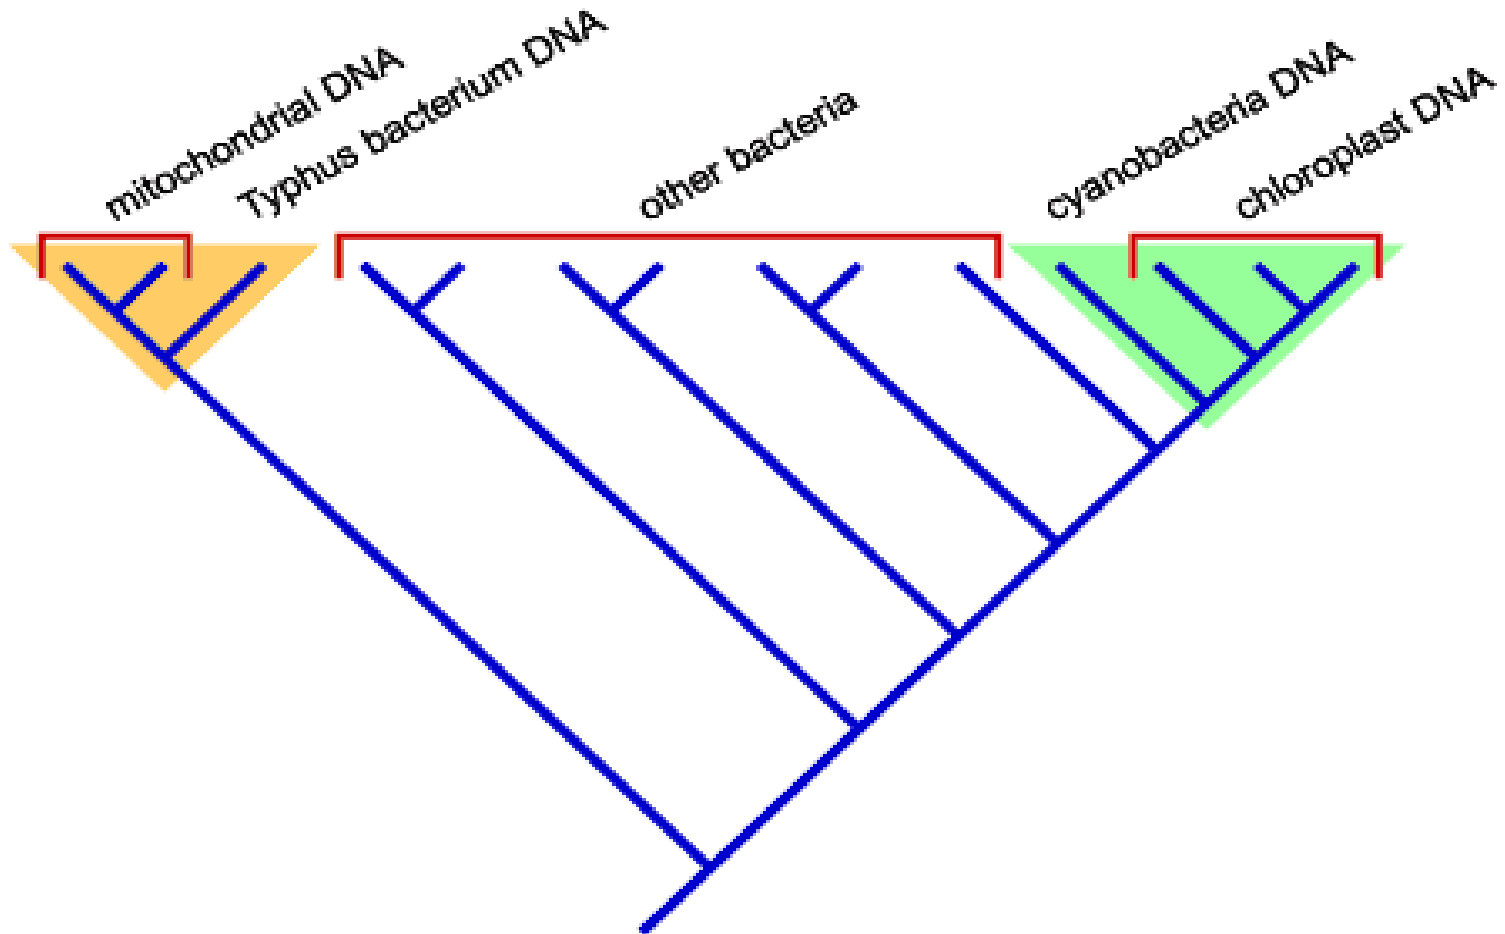 mitochondrial DNA
Typhus bacterium DNA
other bacteria
cyanobacteria DNA
chloroplast DNA